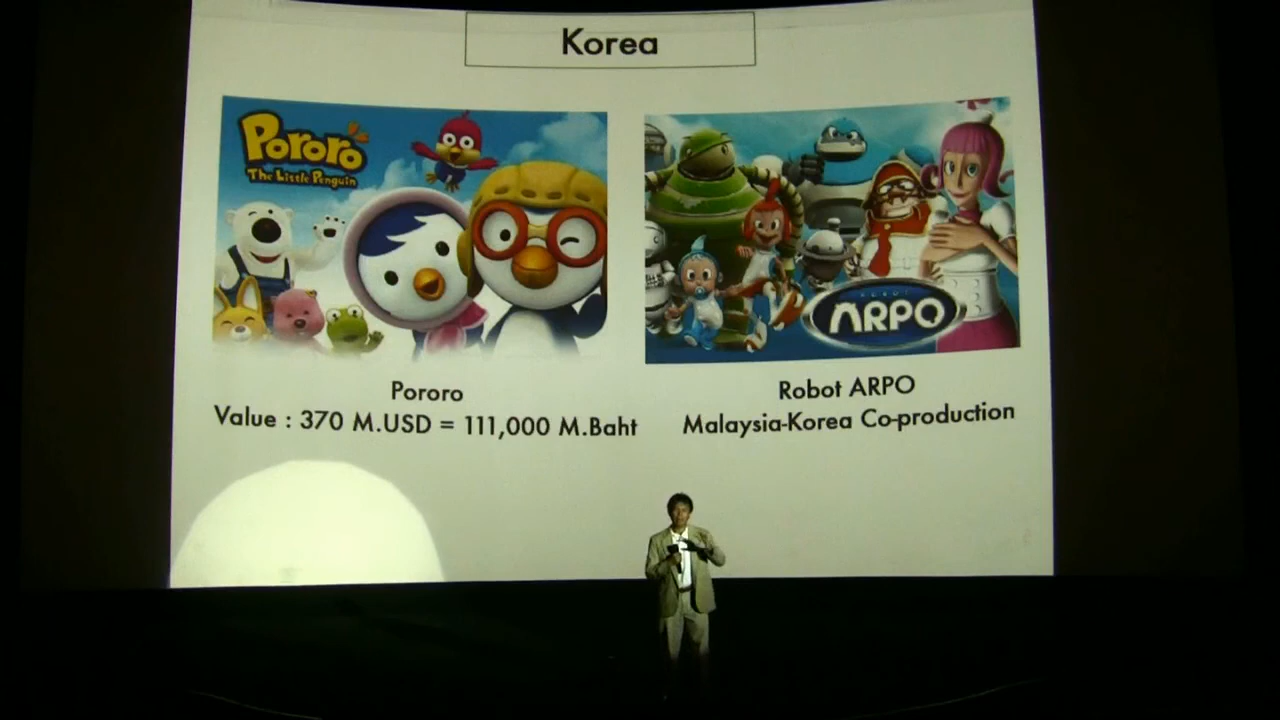 Korea
Pororo
The Little Penguin
ROBOT
ARPO
Pororo
Value : 370 M.USD = 111,000 M.Baht
Robot ARPO
Malaysia-Korea Co-production